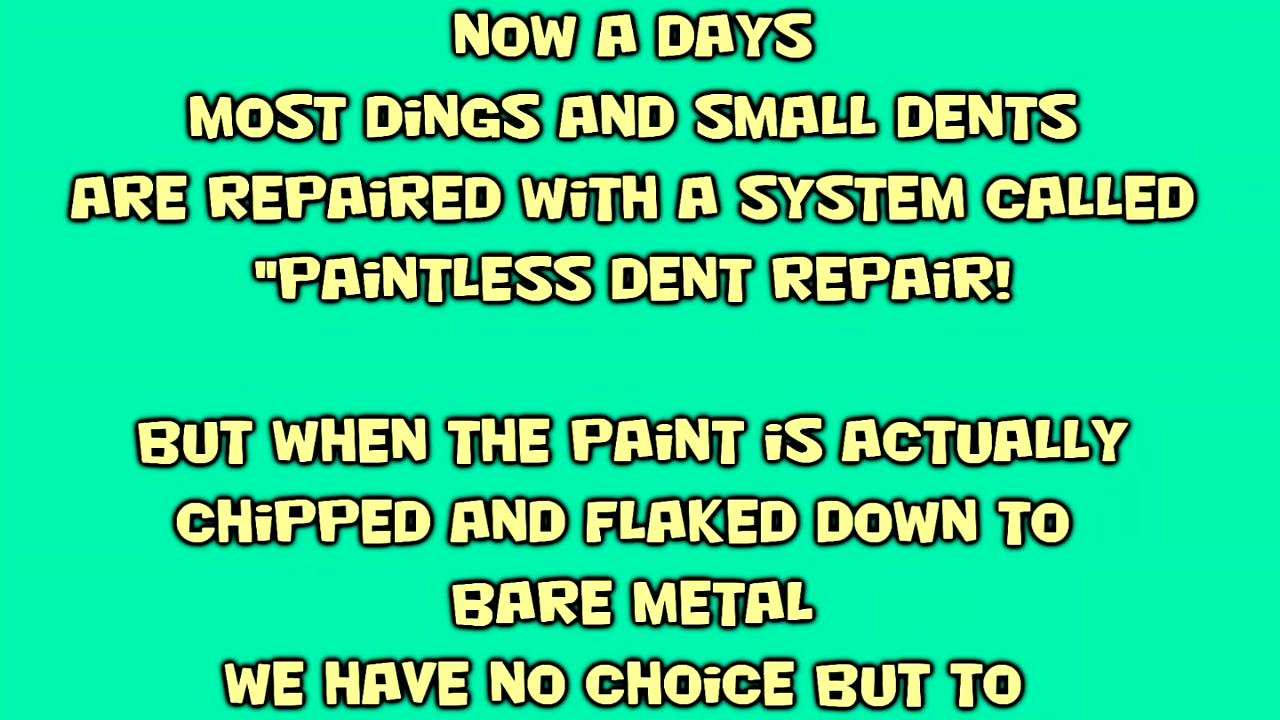 NOW A DAYS
MOST DiNGS AND SMALL DENTS
ARE REPAiRED WiTH A SYSTEM CALLED
"PAiNTLESS DENT REPAiR!
BUT WHEN THE PAiNT iS ACTUALLY
CHiPPED AND FLAKED DOWN TO
BARE METAL
WE HAVE NO CHOiCE BUT TO